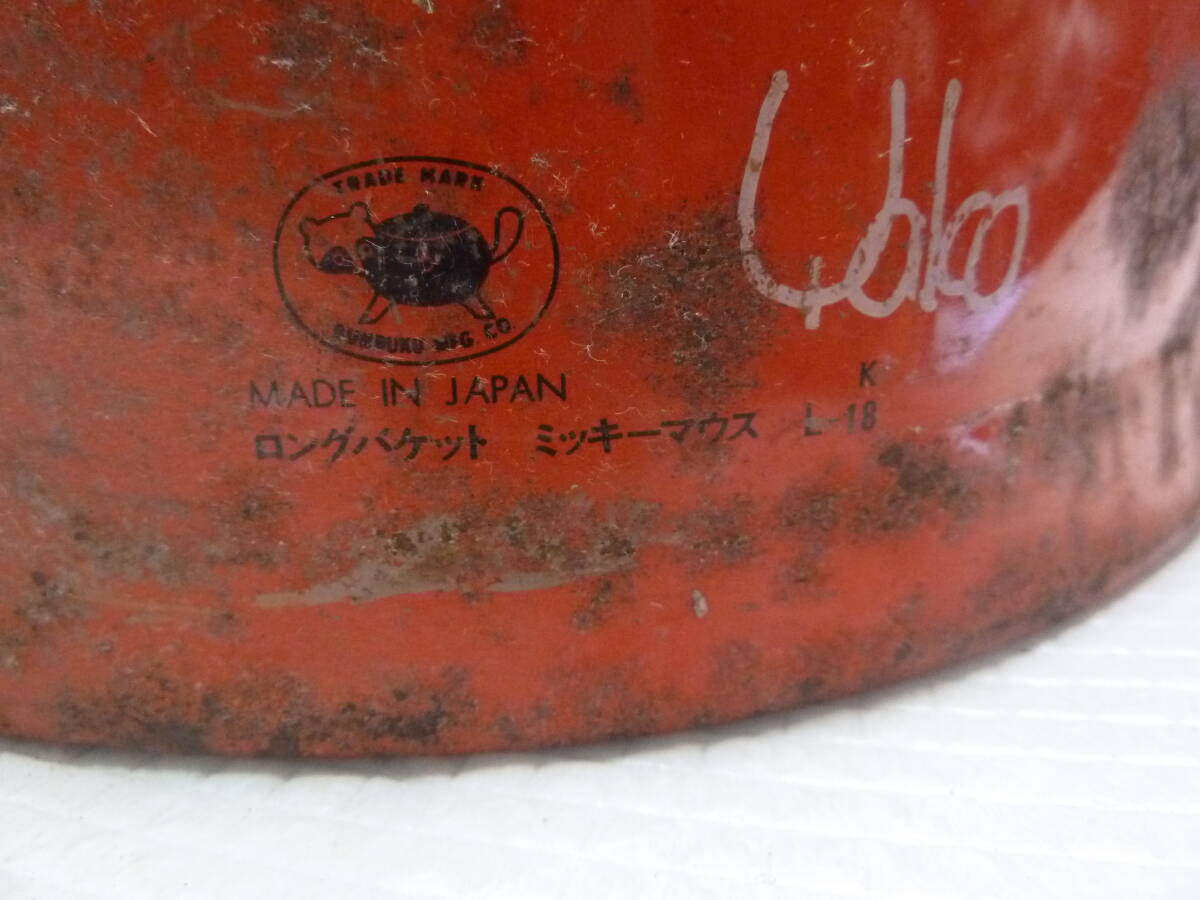 TRADE MARK
BUNBUKU MFG. CO.
MADE IN JAPAN
K
ロングバケット ミッキーマウス L-18